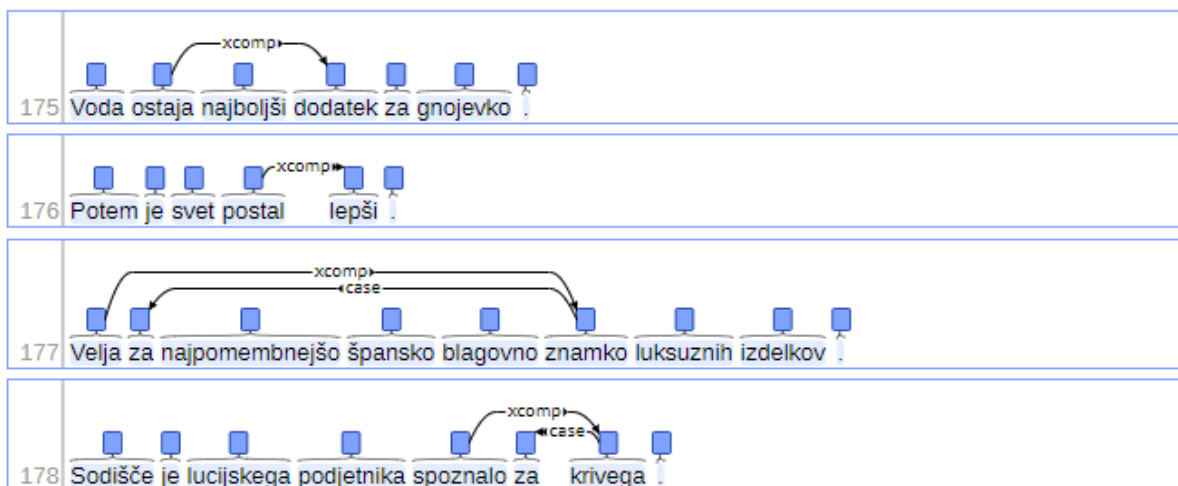 xcomp
175 Voda ostaja najboljši dodatek za gnojevko .
xcomp
176 Potem je svet postal lepši .
xcomp
case
177 Velja za najpomembnejšo špansko blagovno znamko luksuznih izdelkov .
xcomp
case
178 Sodišče je lucijskega podjetnika spoznalo za krivega .